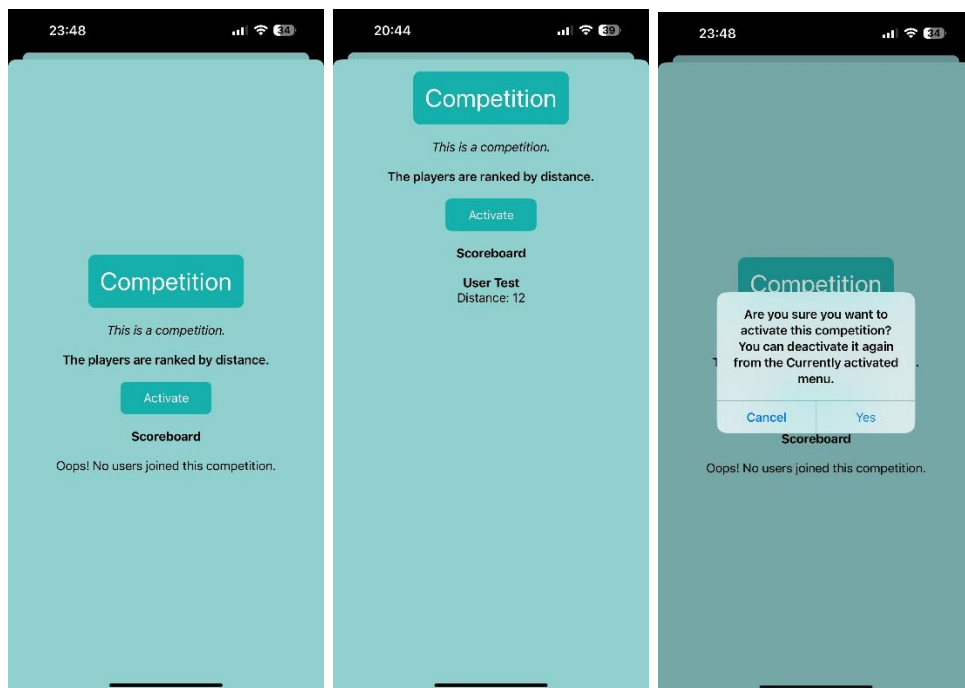 23:48
34
Competition
This is a competition.
The players are ranked by distance.
Activate
Scoreboard
Oops! No users joined this competition.
20:44
39
Competition
This is a competition.
The players are ranked by distance.
Activate
Scoreboard
User Test
Distance: 12
23:48
34
Competition
Are you sure you want to
activate this competition?
You can deactivate it again
from the Currently activated
menu.
Cancel
Yes
Scoreboard
Oops! No users joined this competition.